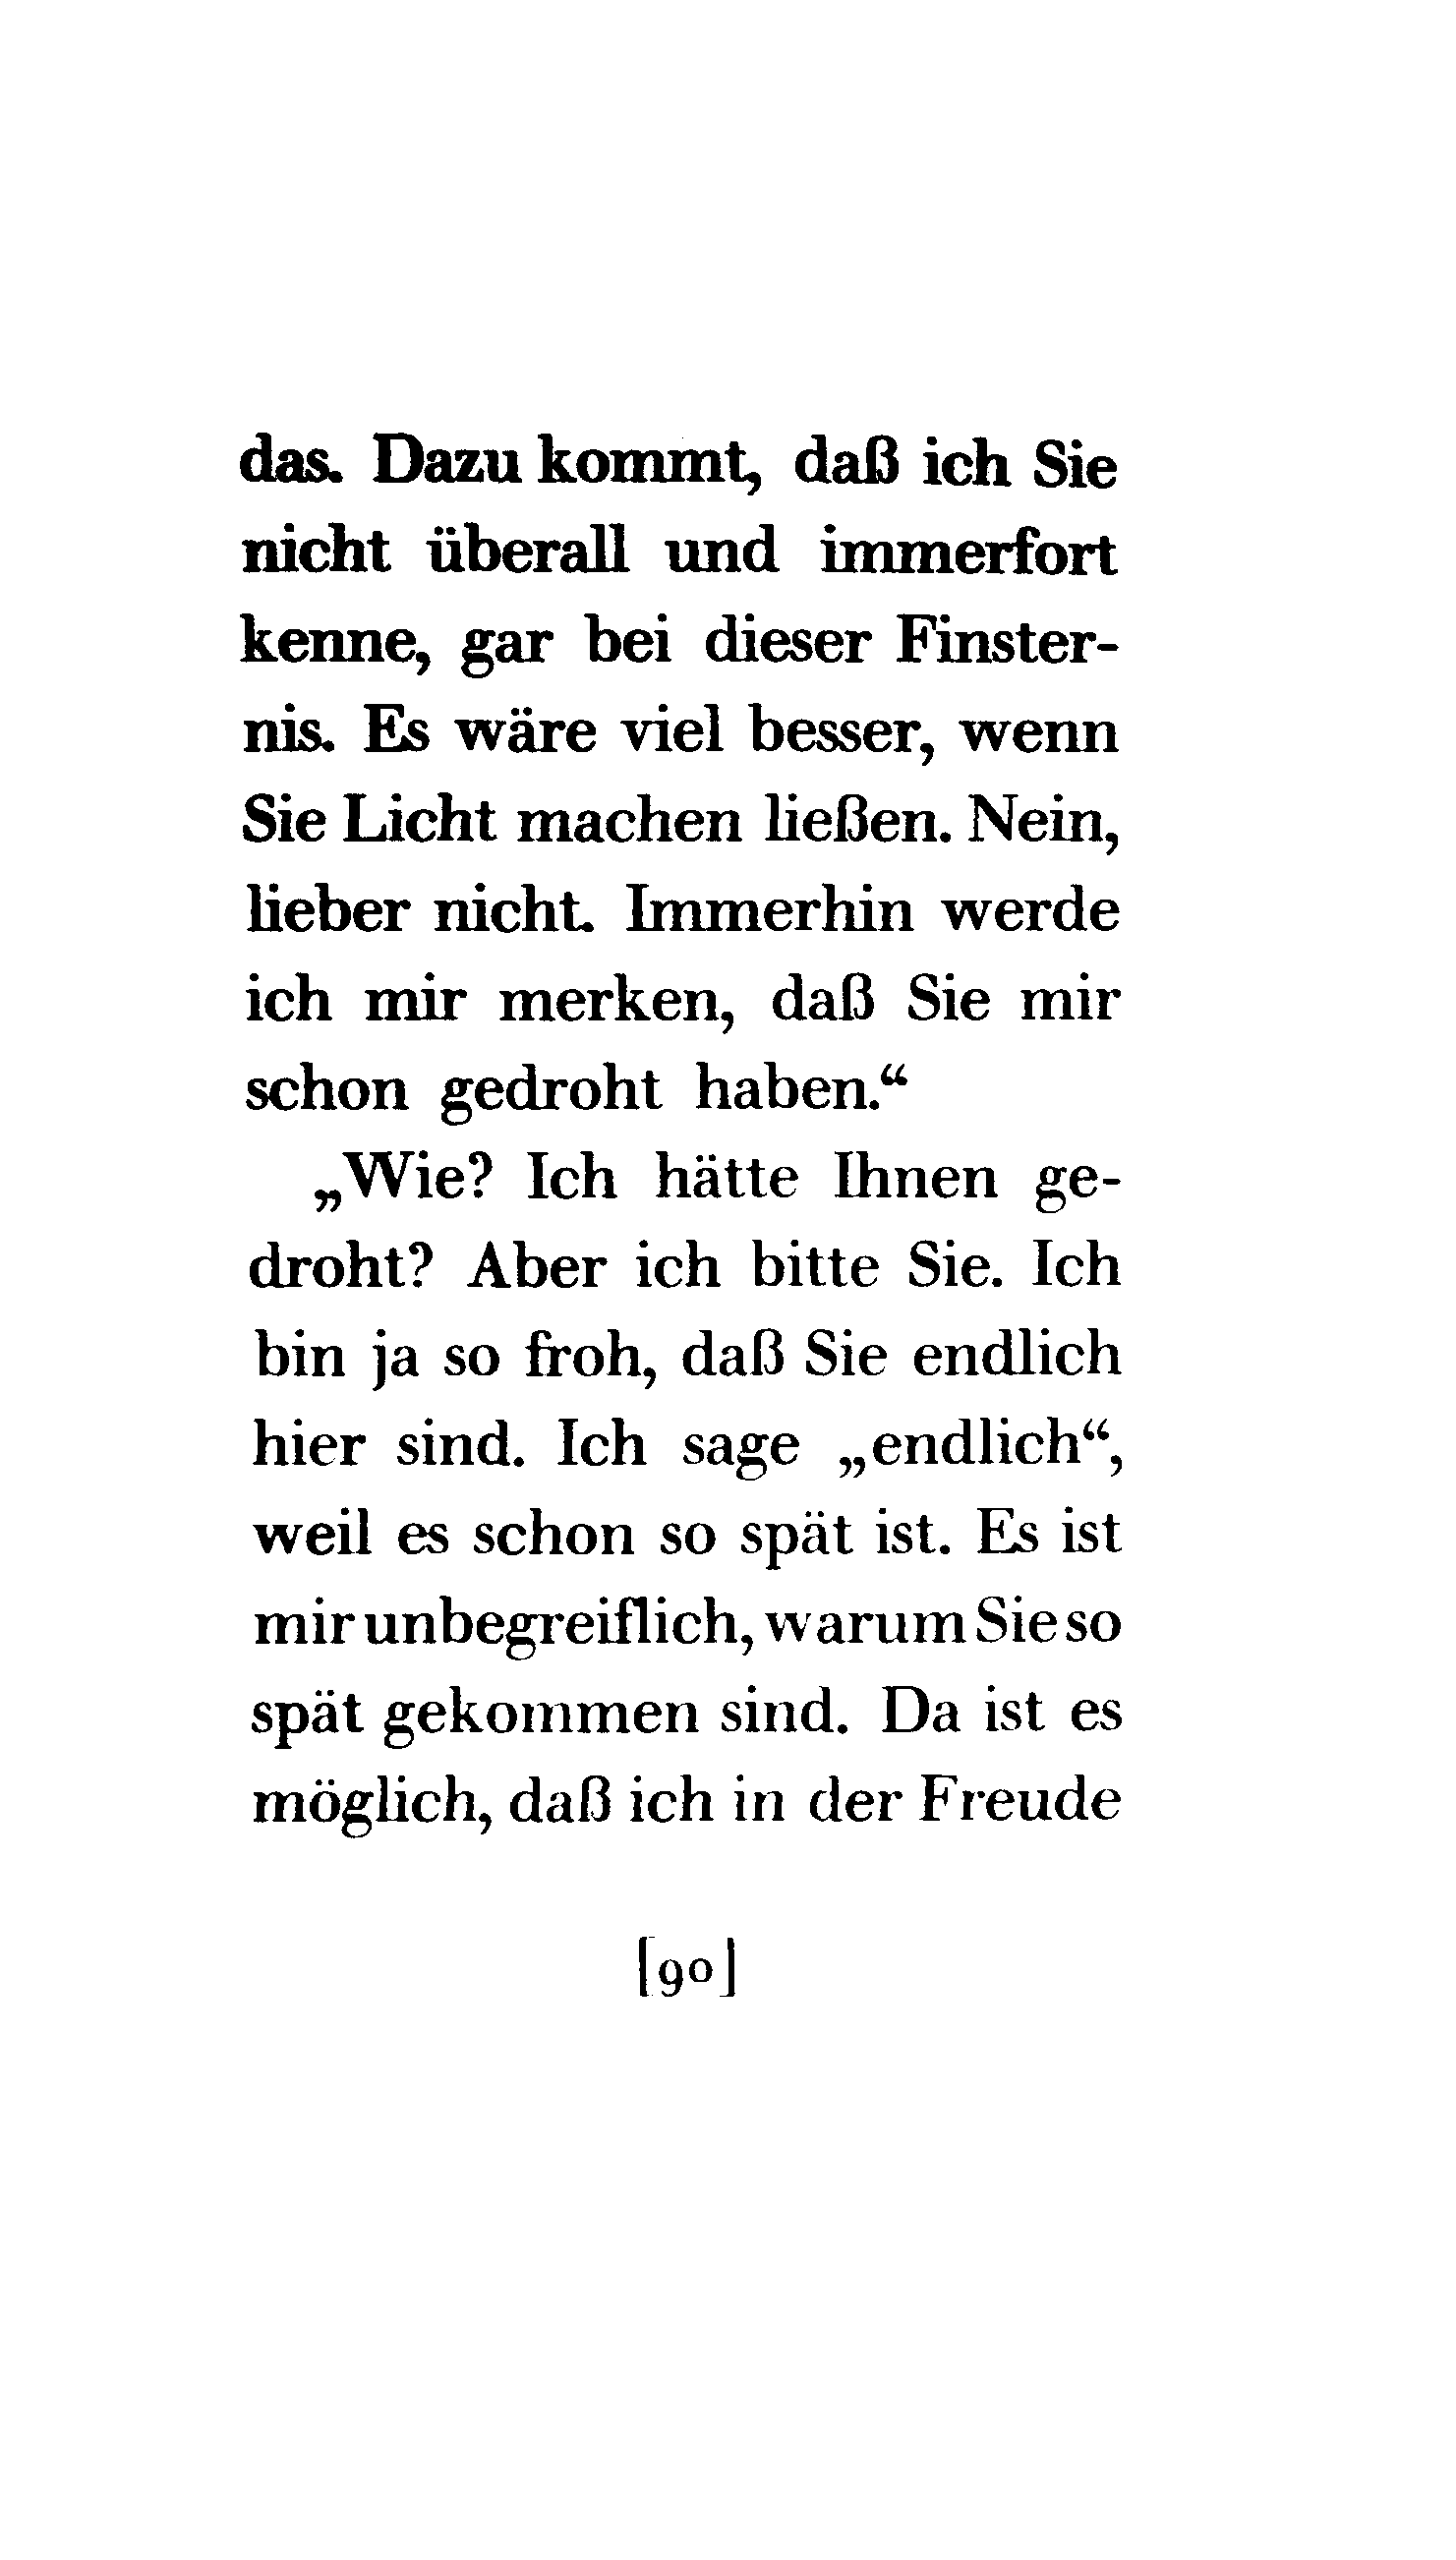 das. Dazu kommt, daß ich Sie
nicht überall und immerfort
kenne, gar bei dieser Finster-
nis. Es wäre viel besser, wenn
Sie Licht machen ließen. Nein,
lieber nicht. Immerhin werde
ich mir merken, daß Sie mir
schon gedroht haben.“
„Wie? Ich hätte Ihnen ge-
droht? Aber ich bitte Sie. Ich
bin ja so froh, daß Sie endlich
hier sind. Ich sage „endlich“,
weil es schon so spät ist. Es ist
mir unbegreiflich, warum Sie so
spät gekommen sind. Da ist es
möglich, daß ich in der Freude
[90]